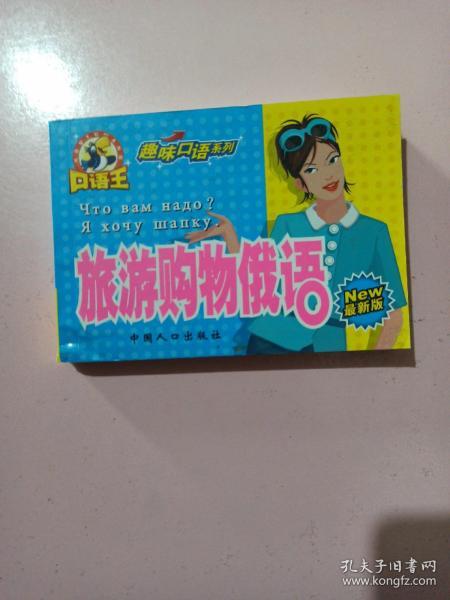 口语王
趣味口语系列
Что вам надо?
Я хочу шапку.
旅游购物俄语
New
最新版
中国人口出版社
孔夫子旧书网
www.kongfz.com